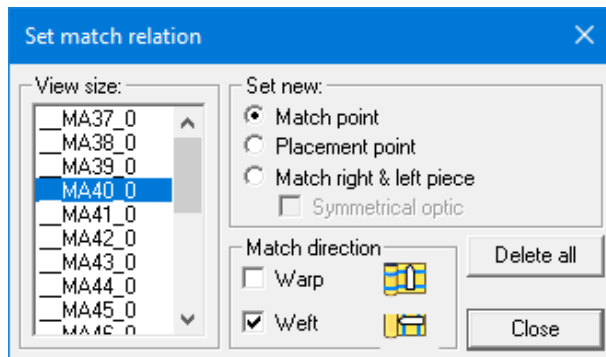 Set match relation
View size:
__MA37_0
__MA38_0
__MA39_0
__MA40_0
__MA41_0
__MA42_0
__MA43_0
__MA44_0
__MA45_0
__MA46_0
Set new:
Match point
Placement point
Match right & left piece
Symmetrical optic
Match direction
Warp
Weft
Delete all
Close